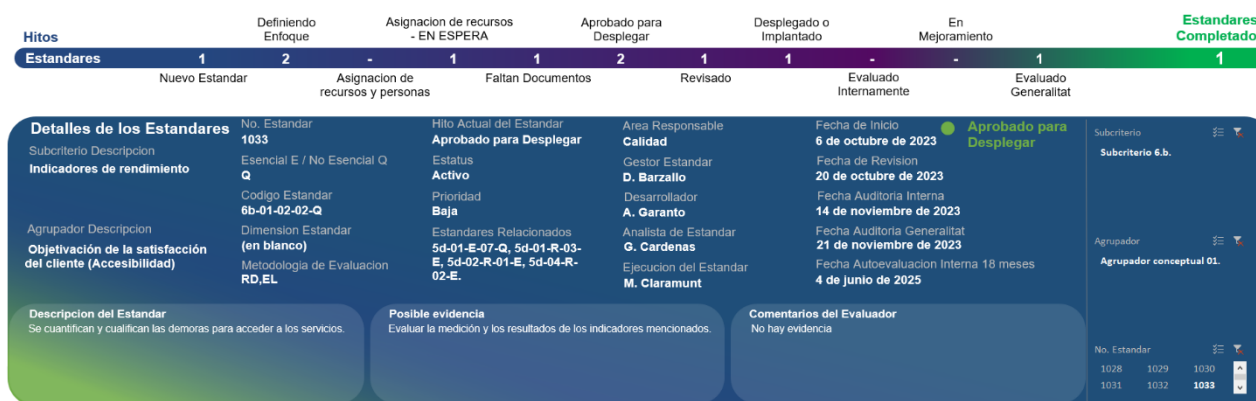 Hitos
Definiendo
Enfoque
Asignacion de recursos
- EN ESPERA
Aprobado para
Desplegar
Desplegado o
Implantado
En
Mejoramiento
Estandares
Completado
Estandares 1 2 - 1 1 2 1 1 - - 1 1
Nuevo Estandar
Asignacion de
recursos y personas
Faltan Documentos
Revisado
Evaluado
Internamente
Evaluado
Generalitat
Detalles de los Estandares
Subcriterio Descripcion
Indicadores de rendimiento
Agrupador Descripcion
Objetivación de la satisfacción
del cliente (Accesibilidad)
No. Estandar
1033
Esencial E / No Esencial Q
Q
Codigo Estandar
6b-01-02-02-Q
Dimension Estandar
(en blanco)
Metodologia de Evaluacion
RD,EL
Hito Actual del Estandar
Aprobado para Desplegar
Estatus
Activo
Prioridad
Baja
Estandares Relacionados
5d-01-E-07-Q, 5d-01-R-03-
E, 5d-02-R-01-E, 5d-04-R-
02-E.
Area Responsable
Calidad
Gestor Estandar
D. Barzallo
Desarrollador
A. Garanto
Analista de Estandar
G. Cardenas
Ejecucion del Estandar
M. Claramunt
Fecha de Inicio
6 de octubre de 2023
Fecha de Revision
20 de octubre de 2023
Fecha Auditoria Interna
14 de noviembre de 2023
Fecha Auditoria Generalitat
21 de noviembre de 2023
Fecha Autoevaluacion Interna 18 meses
4 de junio de 2025
Aprobado para
Desplegar
Subcriterio
Subcriterio 6.b.
Agrupador
Agrupador conceptual 01.
No. Estandar
1028 1029 1030
1031 1032 1033
Descripcion del Estandar
Se cuantifican y cualifican las demoras para acceder a los servicios.
Posible evidencia
Evaluar la medición y los resultados de los indicadores mencionados.
Comentarios del Evaluador
No hay evidencia